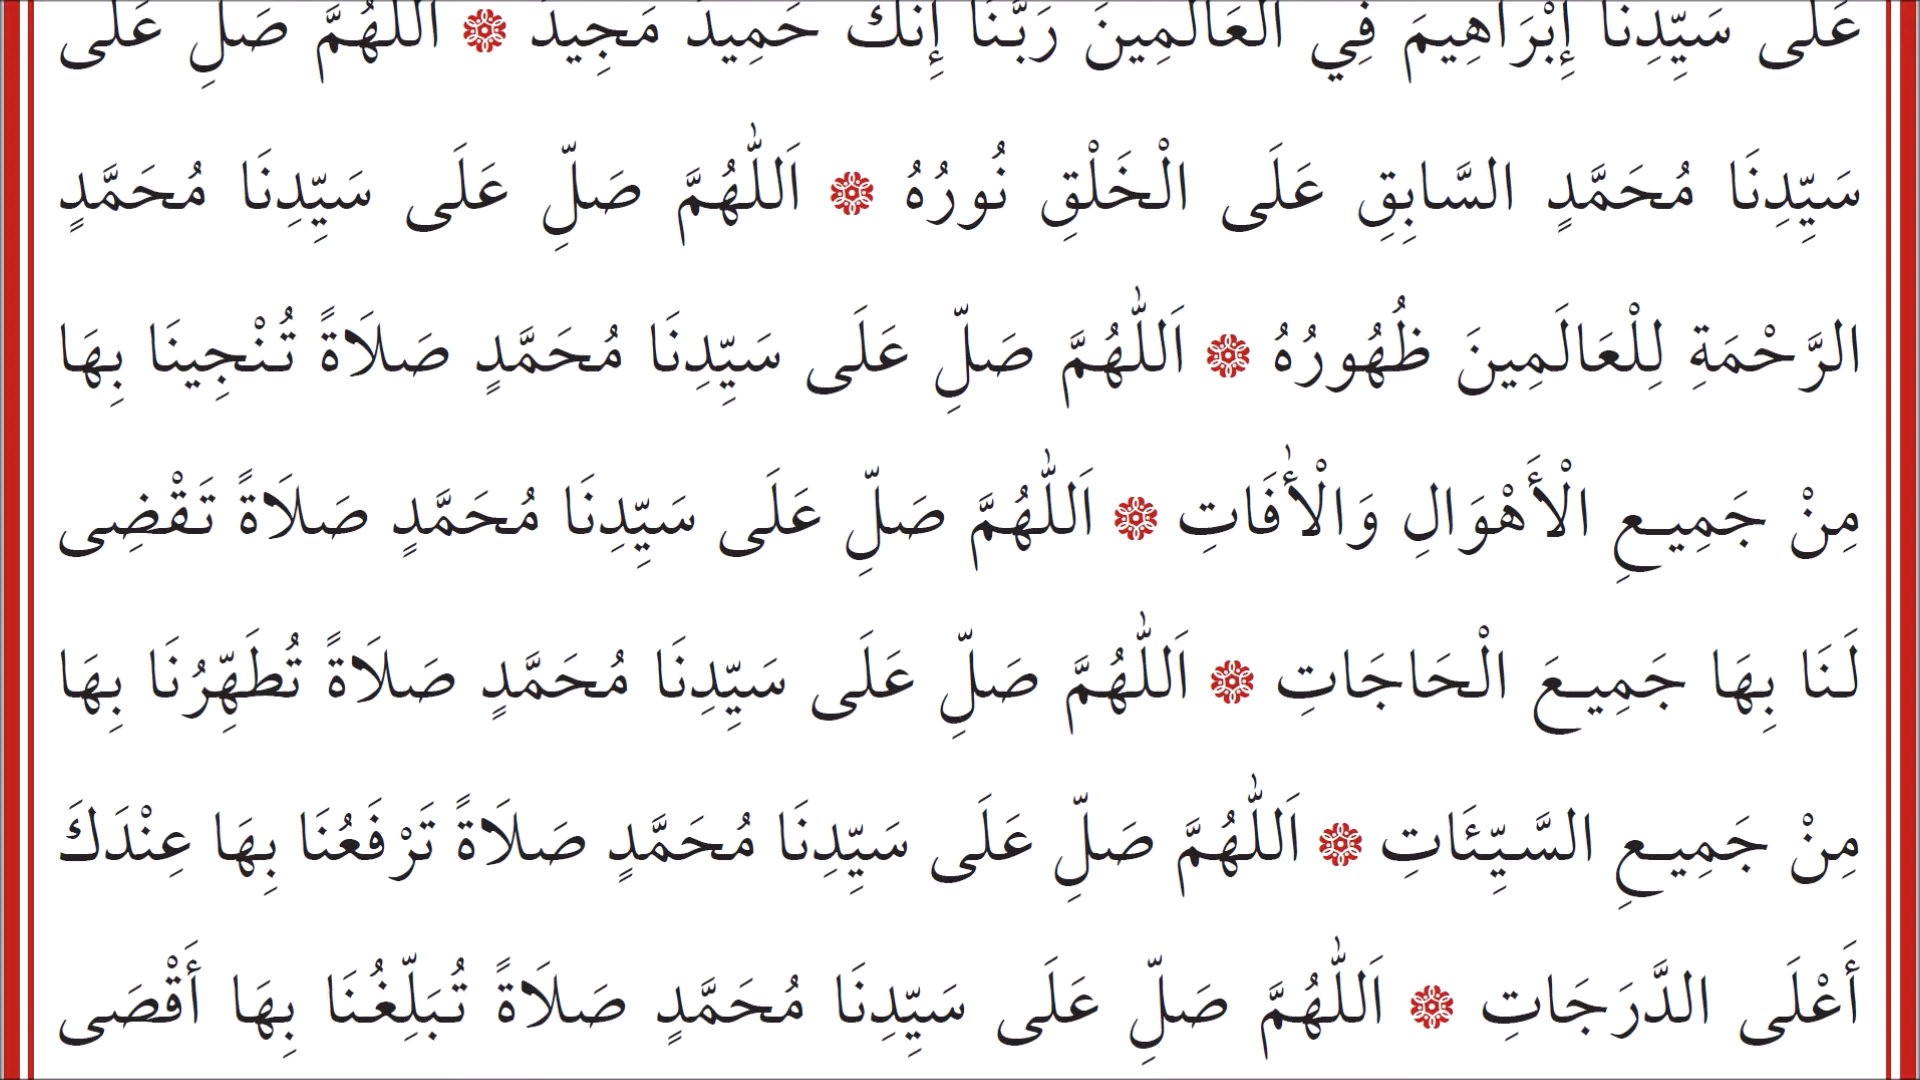 عَلَى سَيِّدِنَا إِبْرَاهِيمَ فِي الْعَالَمِينَ رَبَّنَا إِنَّكَ حَمِيدٌ مَجِيدٌ ۞ اَللّٰهُمَّ صَلِّ عَلَى
سَيِّدِنَا مُحَمَّدٍ السَّابِقِ عَلَى الْخَلْقِ نُورُهُ ۞ اَللّٰهُمَّ صَلِّ عَلَى سَيِّدِنَا مُحَمَّدٍ
الرَّحْمَةِ لِلْعَالَمِينَ ظُهُورُهُ ۞ اَللّٰهُمَّ صَلِّ عَلَى سَيِّدِنَا مُحَمَّدٍ صَلَاةً تُنْجِينَا بِهَا
مِنْ جَمِيعِ الْأَهْوَالِ وَالْأٰفَاتِ ۞ اَللّٰهُمَّ صَلِّ عَلَى سَيِّدِنَا مُحَمَّدٍ صَلَاةً تَقْضِى
لَنَا بِهَا جَمِيعَ الْحَاجَاتِ ۞ اَللّٰهُمَّ صَلِّ عَلَى سَيِّدِنَا مُحَمَّدٍ صَلَاةً تُطَهِّرُنَا بِهَا
مِنْ جَمِيعِ السَّيِّئَاتِ ۞ اَللّٰهُمَّ صَلِّ عَلَى سَيِّدِنَا مُحَمَّدٍ صَلَاةً تَرْفَعُنَا بِهَا عِنْدَكَ
أَعْلَى الدَّرَجَاتِ ۞ اَللّٰهُمَّ صَلِّ عَلَى سَيِّدِنَا مُحَمَّدٍ صَلَاةً تُبَلِّغُنَا بِهَا أَقْصَى